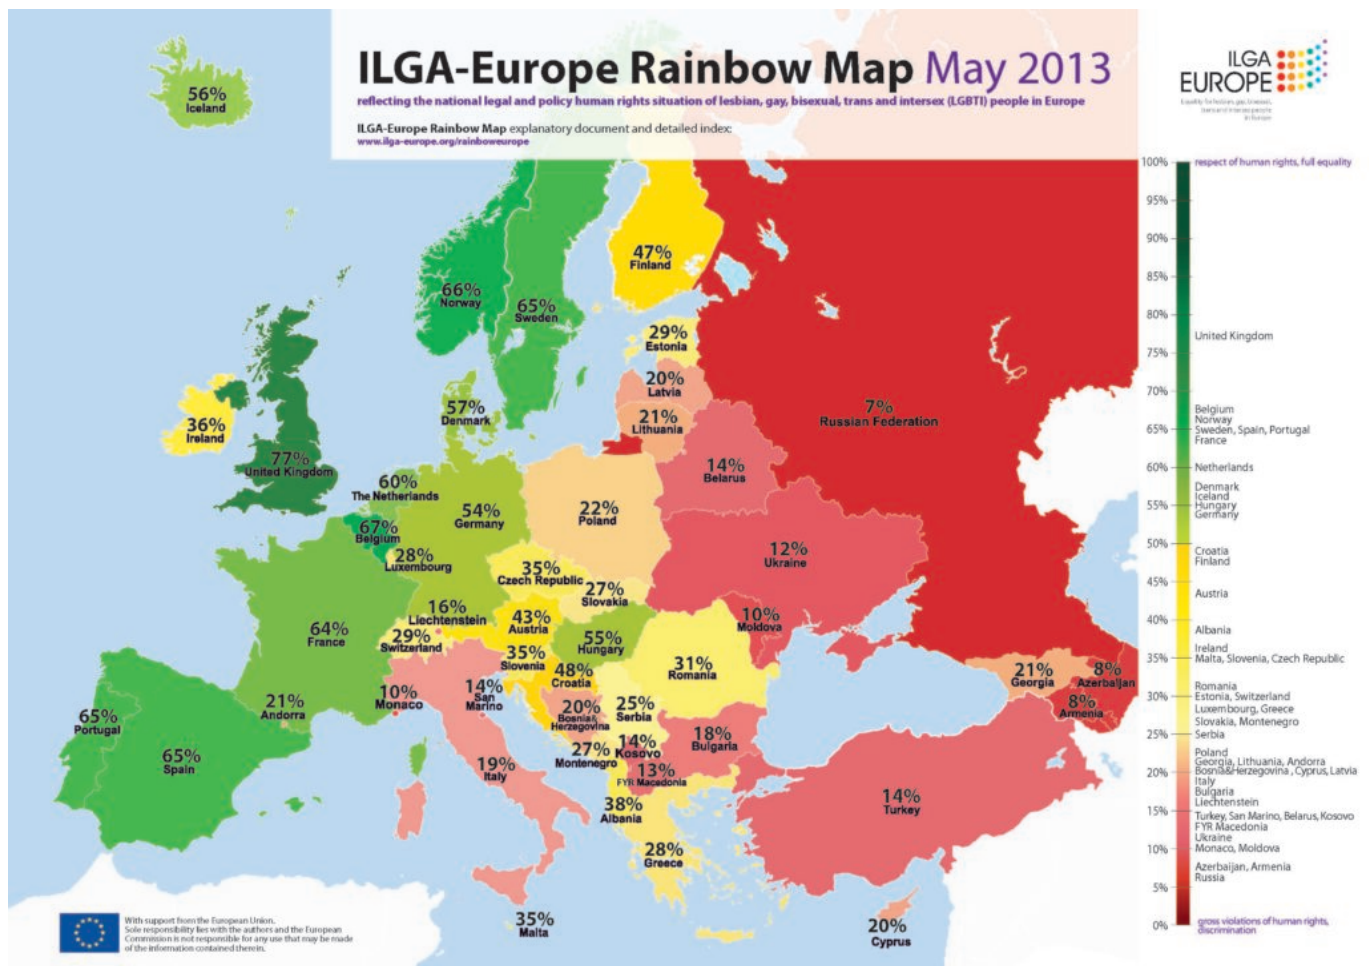 ILGA-Europe Rainbow Map May 2013
reflecting the national legal and policy human rights situation of lesbian, gay, bisexual, trans and intersex (LGBTI) people in Europe
ILGA-Europe Rainbow Map explanatory document and detailed index:
www.ilga-europe.org/rainboweurope
ILGA
EUROPE
Equality for lesbian, gay, bisexual,
trans and intersex people
in Europe
56%
Iceland
47%
Finland
66%
Norway
65%
Sweden
29%
Estonia
20%
Latvia
21%
Lithuania
7%
Russian Federation
57%
Denmark
36%
Ireland
77%
United Kingdom
14%
Belarus
60%
The Netherlands
54%
Germany
22%
Poland
67%
Belgium
28%
Luxembourg
12%
Ukraine
35%
Czech Republic
27%
Slovakia
16%
Liechtenstein
43%
Austria
10%
Moldova
64%
France
29%
Switzerland
55%
Hungary
35%
Slovenia
48%
Croatia
31%
Romania
21%
Georgia
8%
Azerbaijan
8%
Armenia
21%
Andorra
10%
Monaco
14%
San
Marino
20%
Bosnia&
Herzegovina
25%
Serbia
65%
Portugal
65%
Spain
27%
Montenegro
14%
Kosovo
18%
Bulgaria
19%
Italy
13%
FYR Macedonia
38%
Albania
14%
Turkey
28%
Greece
35%
Malta
20%
Cyprus
100%
respect of human rights, full equality
95%
90%
85%
80%
United Kingdom
75%
70%
Belgium
Norway
65%
Sweden, Spain, Portugal
France
60%
Netherlands
Denmark
Iceland
55%
Hungary
Germany
50%
Croatia
Finland
45%
Austria
40%
Albania
Ireland
35%
Malta, Slovenia, Czech Republic
Romania
30%
Estonia, Switzerland
Luxembourg, Greece
Slovakia, Montenegro
25%
Serbia
Poland
Georgia, Lithuania, Andorra
20%
Bosnia&Herzegovina , Cyprus, Latvia
Italy
Bulgaria
Liechtenstein
15%
Turkey, San Marino, Belarus, Kosovo
FYR Macedonia
Ukraine
10%
Monaco, Moldova
Azerbaijan, Armenia
Russia
5%
0%
gross violations of human rights,
discrimination
With support from the European Union.
Sole responsibility lies with the authors and the European
Commission is not responsible for any use that may be made
of the information contained therein.